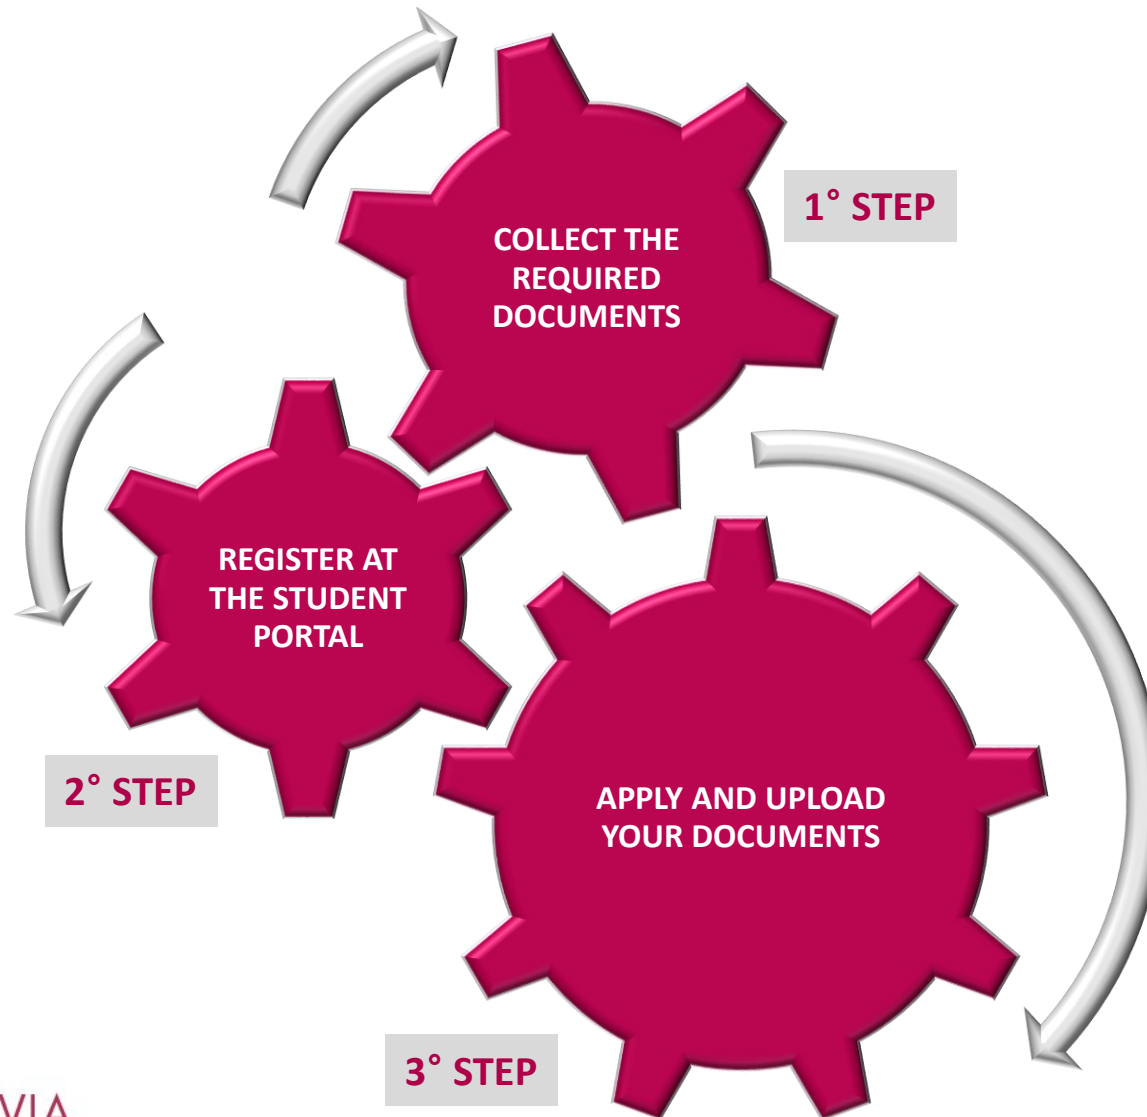 1° STEP
COLLECT THE
REQUIRED
DOCUMENTS
REGISTER AT
THE STUDENT
PORTAL
2° STEP
APPLY AND UPLOAD
YOUR DOCUMENTS
3° STEP